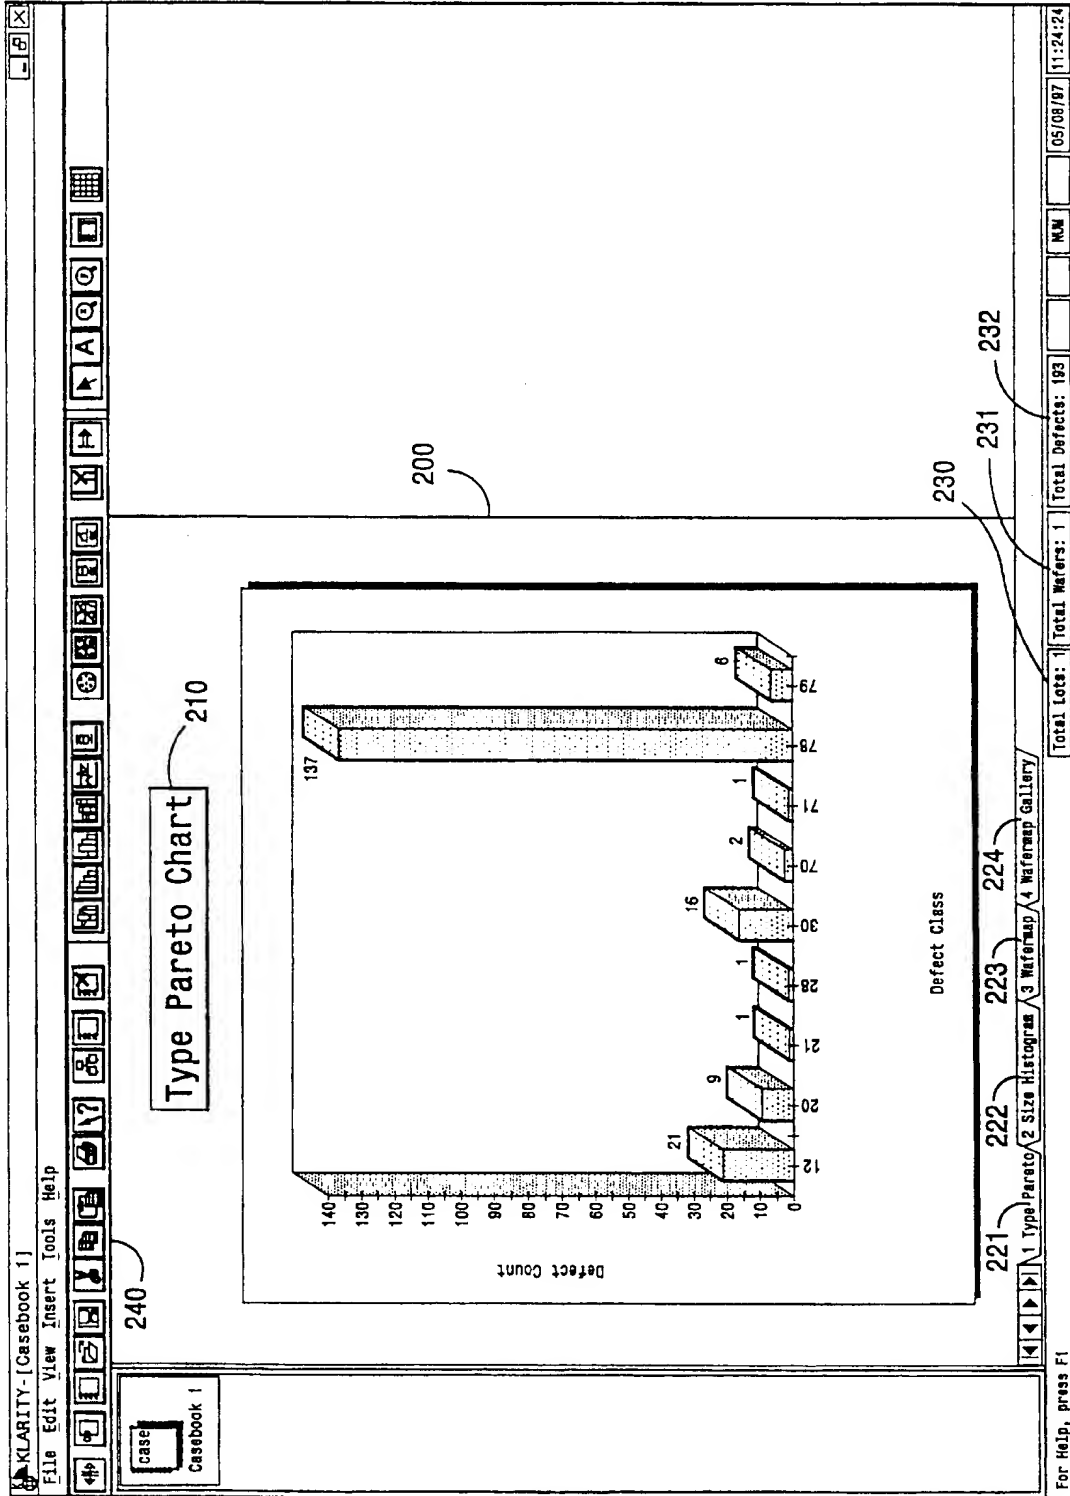 KLARITY-[Casebook 1]
File Edit View Insert Tools Help
A
?
240
case
Casebook 1
Type Pareto Chart
210
200
Defect Count
140
130
120
110
100
90
80
70
60
50
40
30
20
10
0
21
9
1
1
16
2
1
137
6
12
20
21
28
30
70
71
78
79
Defect Class
221
222
223
224
230
231
232
1 Type Pareto
2 Size Histogram
3 Wafermap
4 Wafermap Gallery
For Help, press F1
Total Lots: 1
Total Wafers: 1
Total Defects: 193
NUM
05/08/97
11:24:24